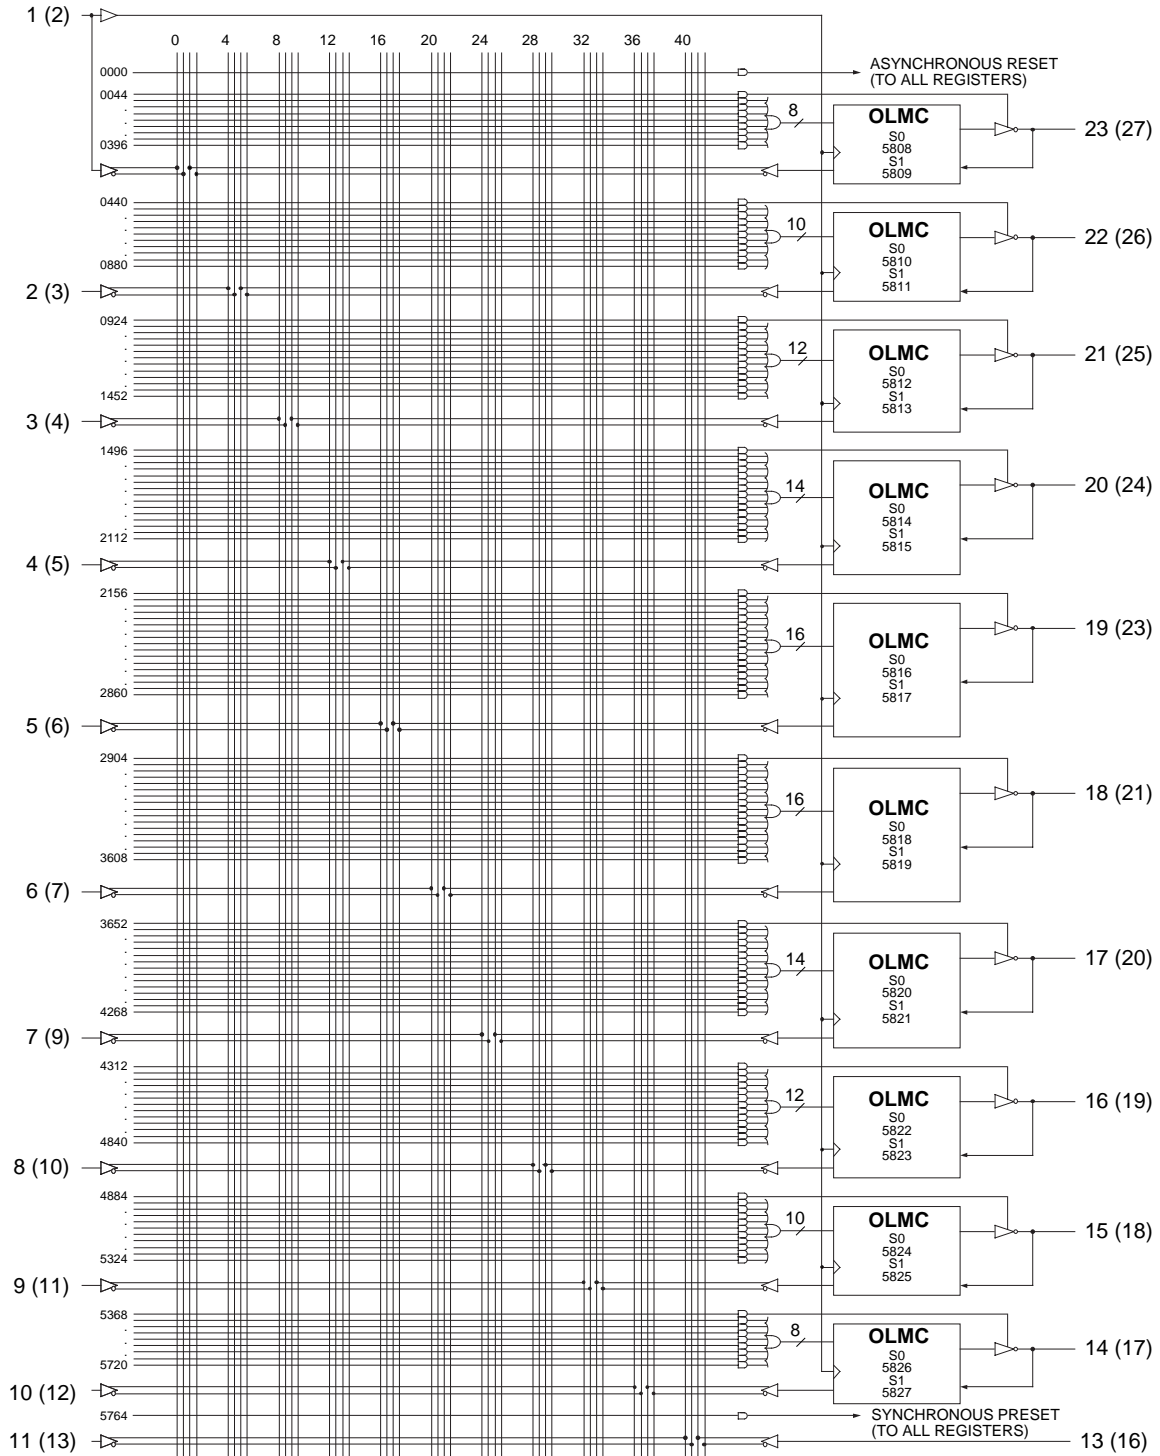 1 (2)
0 4 8 12 16 20 24 28 32 36 40
0000
ASYNCHRONOUS RESET
(TO ALL REGISTERS)
0044
.
.
.
0396
8
OLMC
S0
5808
S1
5809
23 (27)
0440
.
.
.
0880
10
OLMC
S0
5810
S1
5811
22 (26)
2 (3)
0924
.
.
.
1452
12
OLMC
S0
5812
S1
5813
21 (25)
3 (4)
1496
.
.
.
2112
14
OLMC
S0
5814
S1
5815
20 (24)
4 (5)
2156
.
.
.
2860
16
OLMC
S0
5816
S1
5817
19 (23)
5 (6)
2904
.
.
.
3608
16
OLMC
S0
5818
S1
5819
18 (21)
6 (7)
3652
.
.
.
4268
14
OLMC
S0
5820
S1
5821
17 (20)
7 (9)
4312
.
.
.
4840
12
OLMC
S0
5822
S1
5823
16 (19)
8 (10)
4884
.
.
.
5324
10
OLMC
S0
5824
S1
5825
15 (18)
9 (11)
5368
.
.
.
5720
8
OLMC
S0
5826
S1
5827
14 (17)
10 (12)
5764
SYNCHRONOUS PRESET
(TO ALL REGISTERS)
11 (13)
13 (16)